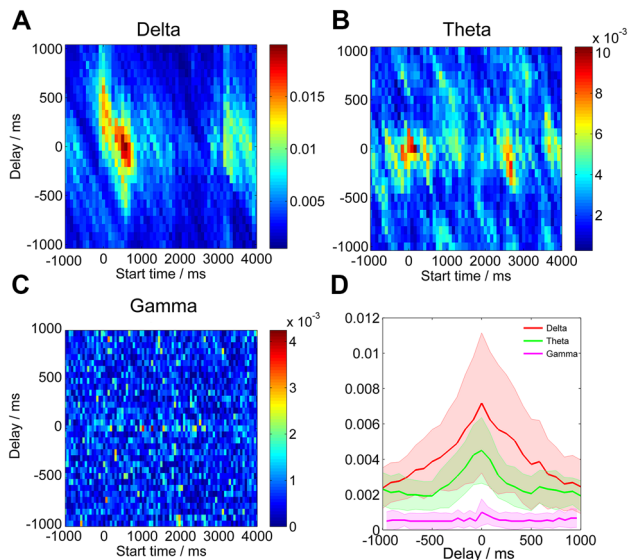 A
Delta
1000
500
0
-500
-1000
Delay / ms
-1000 0 1000 2000 3000 4000
Start time / ms
0.015
0.01
0.005
B
Theta
x 10⁻³
1000
500
0
-500
-1000
-1000 0 1000 2000 3000 4000
Start time / ms
10
8
6
4
2
C
Gamma
x 10⁻³
1000
500
0
-500
-1000
Delay / ms
-1000 0 1000 2000 3000 4000
Start time / ms
4
3
2
1
0
D
0.012
0.01
0.008
0.006
0.004
0.002
0
-1000 -500 0 500 1000
Delay / ms
Delta
Theta
Gamma